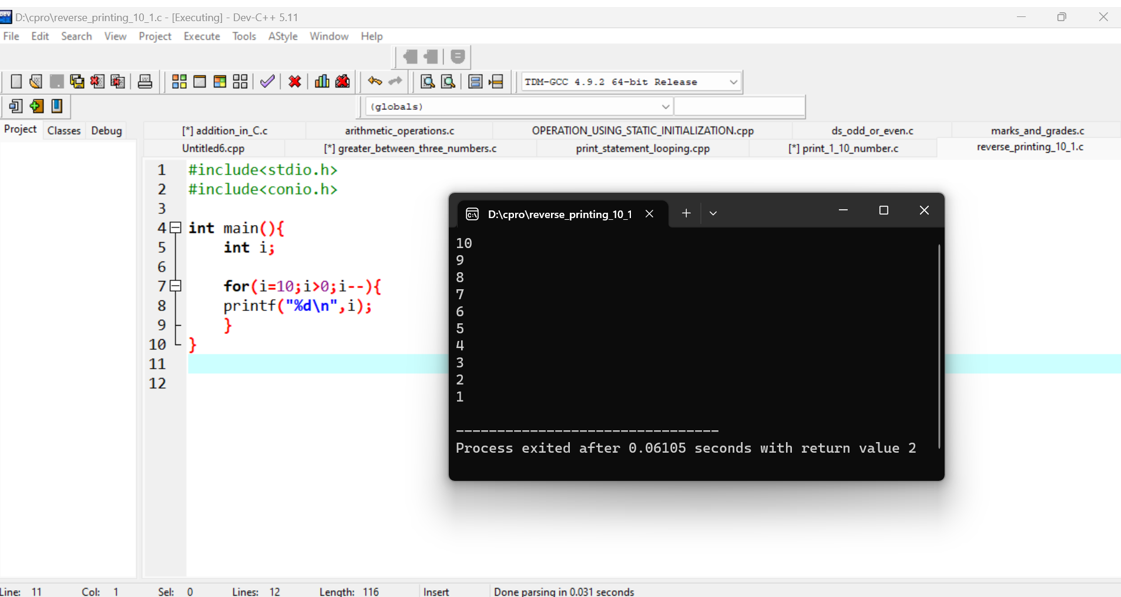 D:\cpro\reverse_printing_10_1.c - [Executing] - Dev-C++ 5.11
File Edit Search View Project Execute Tools AStyle Window Help
TDM-GCC 4.9.2 64-bit Release
(globals)
Project Classes Debug
[*] addition_in_C.c arithmetic_operations.c OPERATION_USING_STATIC_INITIALIZATION.cpp ds_odd_or_even.c marks_and_grades.c
Untitled6.cpp [*] greater_between_three_numbers.c print_statement_looping.cpp [*] print_1_10_number.c reverse_printing_10_1.c
1 #include<stdio.h>
2 #include<conio.h>
3
4 int main(){
5 int i;
6
7 for(i=10;i>0;i--){
8 printf("%d\n",i);
9 }
10 }
11
12
D:\cpro\reverse_printing_10_1
10
9
8
7
6
5
4
3
2
1
--------------------------------
Process exited after 0.06105 seconds with return value 2
Line: 11 Col: 1 Sel: 0 Lines: 12 Length: 116 Insert Done parsing in 0.031 seconds